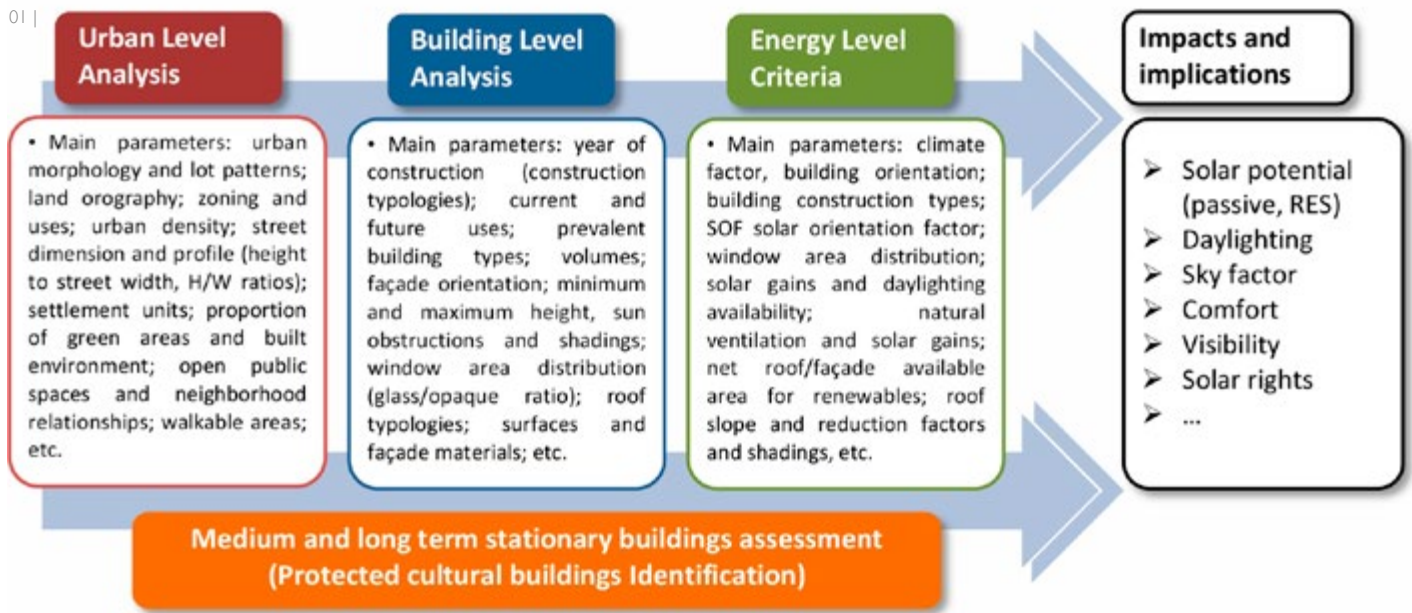 01 |
Urban Level
Analysis
• Main parameters: urban
morphology and lot patterns;
land orography; zoning and
uses; urban density; street
dimension and profile (height
to street width, H/W ratios);
settlement units; proportion
of green areas and built
environment; open public
spaces and neighborhood
relationships; walkable areas;
etc.
Building Level
Analysis
• Main parameters: year of
construction (construction
typologies); current and
future uses; prevalent
building types; volumes;
façade orientation; minimum
and maximum height, sun
obstructions and shadings;
window area distribution
(glass/opaque ratio); roof
typologies; surfaces and
façade materials; etc.
Energy Level
Criteria
• Main parameters: climate
factor, building orientation;
building construction types;
SOF solar orientation factor;
window area distribution;
solar gains and daylighting
availability; natural
ventilation and solar gains;
net roof/façade available
area for renewables; roof
slope and reduction factors
and shadings, etc.
Impacts and
implications
➤ Solar potential
(passive, RES)
➤ Daylighting
➤ Sky factor
➤ Comfort
➤ Visibility
➤ Solar rights
➤ ...
Medium and long term stationary buildings assessment
(Protected cultural buildings Identification)